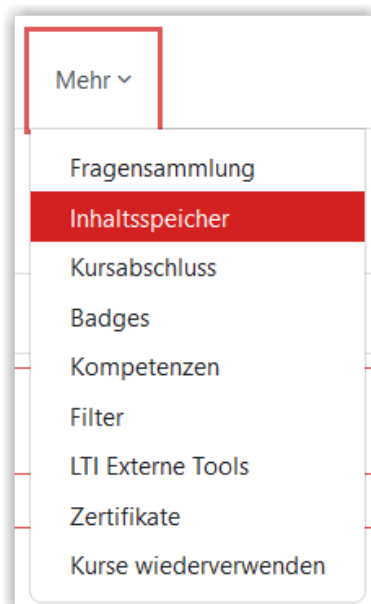 Mehr
Fragensammlung
Inhaltsspeicher
Kursabschluss
Badges
Kompetenzen
Filter
LTI Externe Tools
Zertifikate
Kurse wiederverwenden